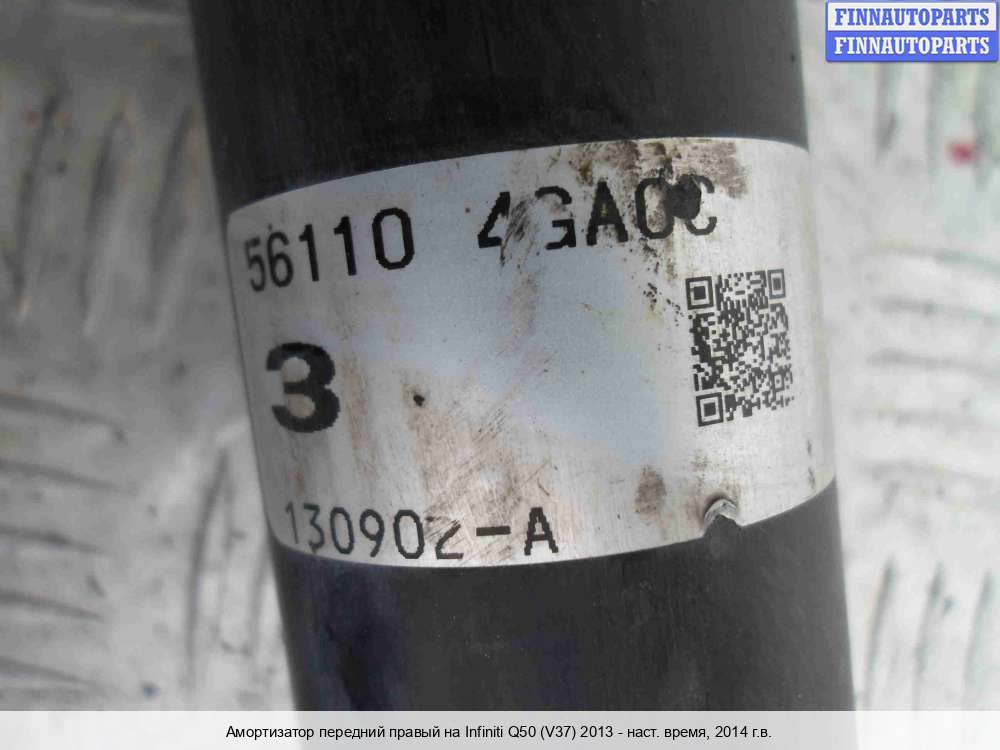 FINNAUTOPARTS
FINNAUTOPARTS
56110 4GA0C
3
130902-A
Амортизатор передний правый на Infiniti Q50 (V37) 2013 - наст. время, 2014 г.в.